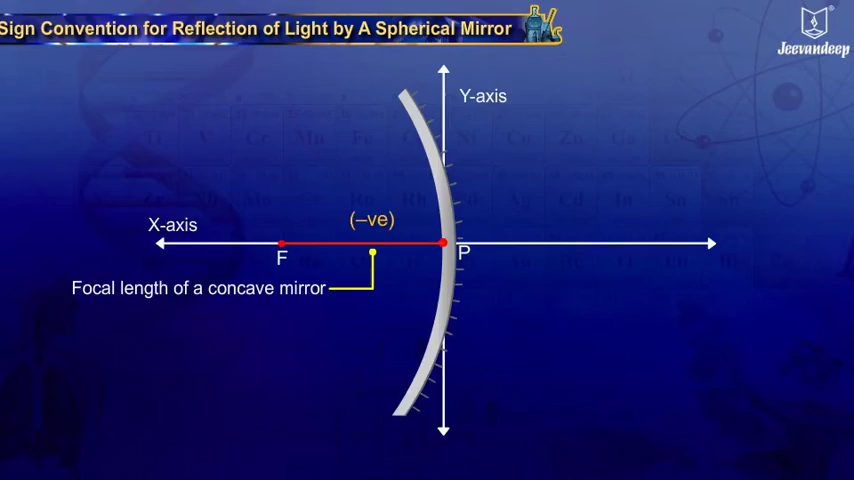 Sign Convention for Reflection of Light by A Spherical Mirror
Jeevandeep
Y-axis
X-axis
(–ve)
F
P
Focal length of a concave mirror